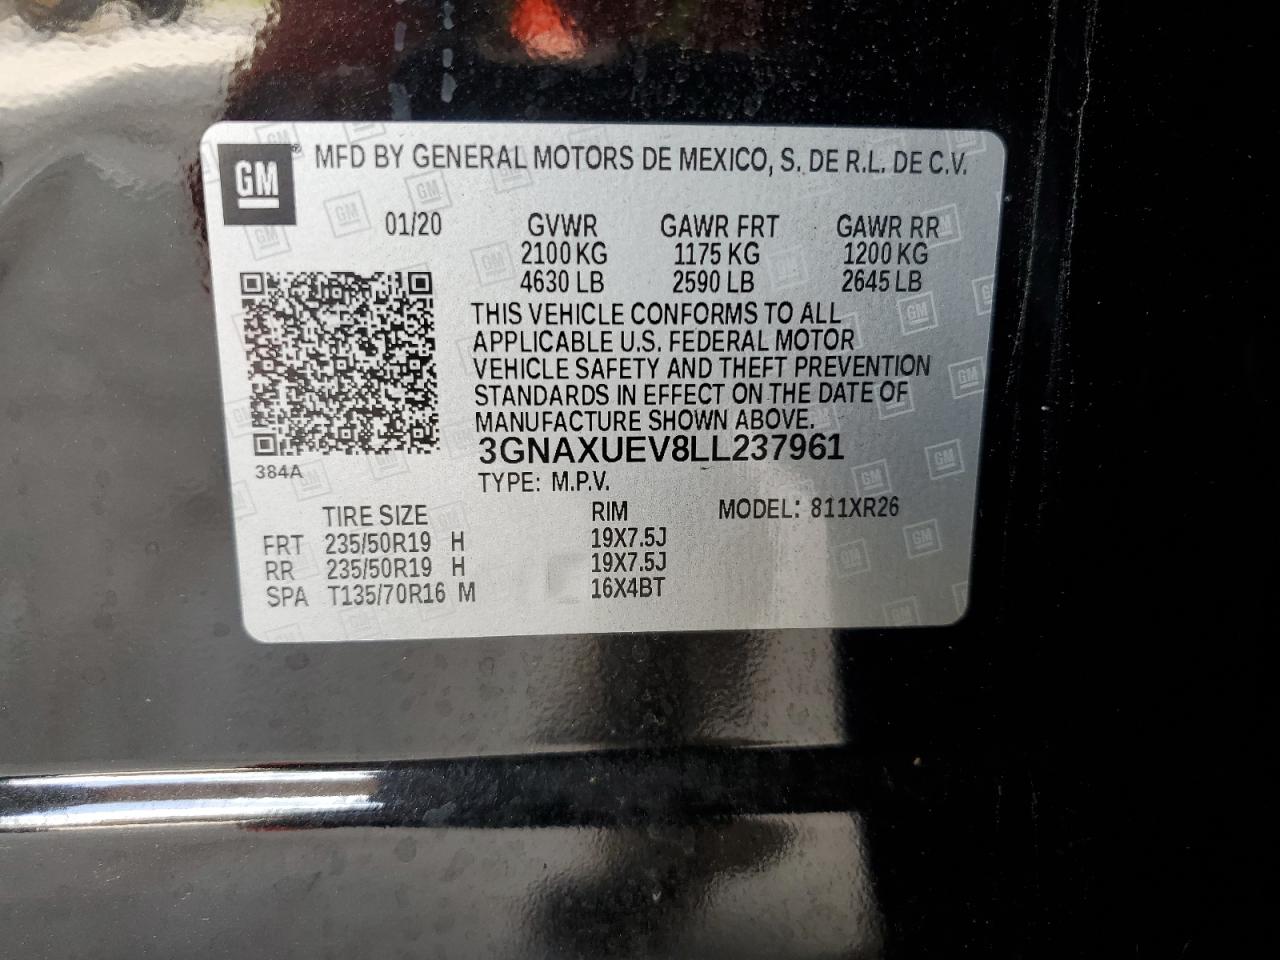 GM® MFD BY GENERAL MOTORS DE MEXICO, S. DE R.L. DE C.V.
01/20 GVWR GAWR FRT GAWR RR
2100 KG 1175 KG 1200 KG
4630 LB 2590 LB 2645 LB
THIS VEHICLE CONFORMS TO ALL
APPLICABLE U.S. FEDERAL MOTOR
VEHICLE SAFETY AND THEFT PREVENTION
STANDARDS IN EFFECT ON THE DATE OF
MANUFACTURE SHOWN ABOVE.
3GNAXUEV8LL237961
384A
TYPE: M.P.V.
TIRE SIZE RIM MODEL: 811XR26
FRT 235/50R19 H 19X7.5J
RR 235/50R19 H 19X7.5J
SPA T135/70R16 M 16X4BT